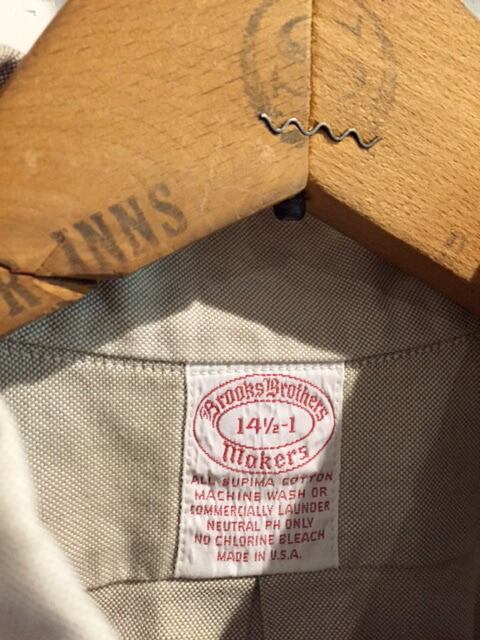 R INNS
Brooks Brothers
14½-1
Makers
ALL SUPIMA COTTON
MACHINE WASH OR
COMMERCIALLY LAUNDER
NEUTRAL PH ONLY
NO CHLORINE BLEACH
MADE IN U.S.A.